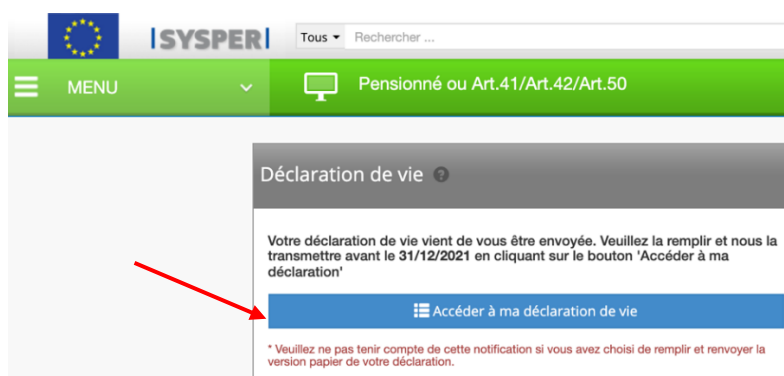 SYSPER Tous Rechercher ...
MENU Pensionné ou Art.41/Art.42/Art.50
Déclaration de vie ?
Votre déclaration de vie vient de vous être envoyée. Veuillez la remplir et nous la
transmettre avant le 31/12/2021 en cliquant sur le bouton 'Accéder à ma
déclaration'
Accéder à ma déclaration de vie
* Veuillez ne pas tenir compte de cette notification si vous avez choisi de remplir et renvoyer la
version papier de votre déclaration.